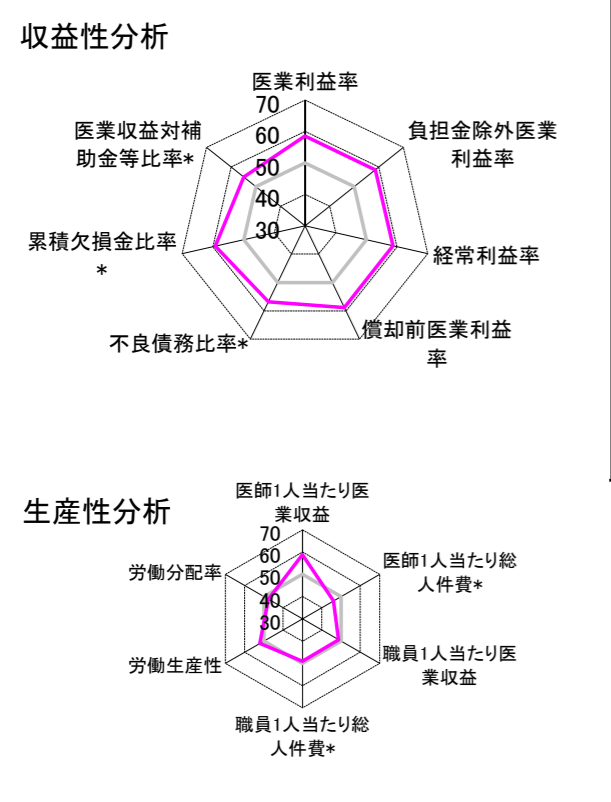 収益性分析
医業利益率
負担金除外医業
利益率
経常利益率
償却前医業利益
率
不良債務比率*
累積欠損金比率
*
医業収益対補
助金等比率*
70
60
50
40
30
生産性分析
医師1人当たり医
業収益
医師1人当たり総
人件費*
職員1人当たり医
業収益
職員1人当たり総
人件費*
労働生産性
労働分配率
70
60
50
40
30